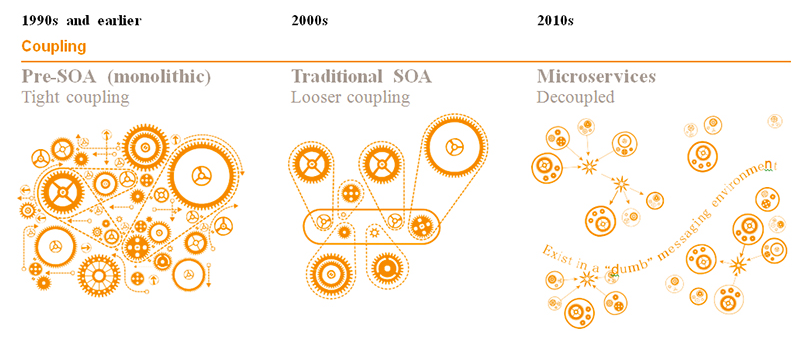 1990s and earlier
2000s
2010s
Coupling
Pre-SOA (monolithic)
Tight coupling
Traditional SOA
Looser coupling
Microservices
Decoupled
Exist in a "dumb" messaging environment